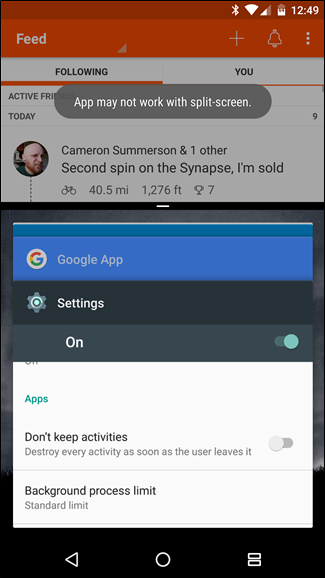 12:49
Feed
FOLLOWING
YOU
App may not work with split-screen.
TODAY
9
Cameron Summerson & 1 other
Second spin on the Synapse, I'm sold
40.5 mi 1,276 ft 7
Google App
Settings
On
Apps
Don't keep activities
Destroy every activity as soon as the user leaves it
Background process limit
Standard limit